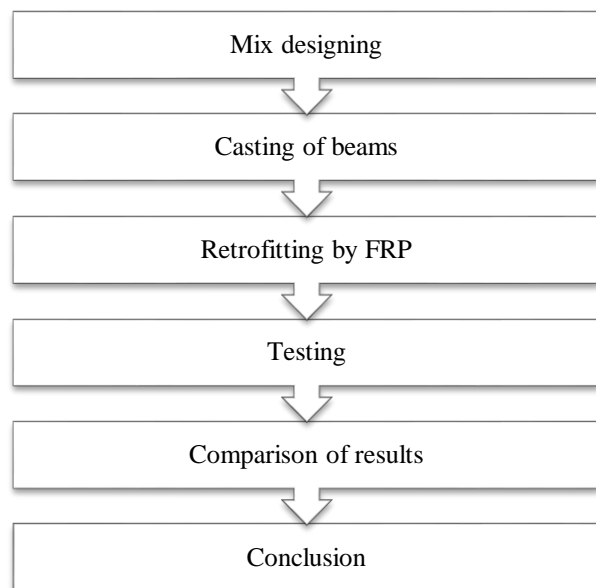 Mix designing
Casting of beams
Retrofitting by FRP
Testing
Comparison of results
Conclusion